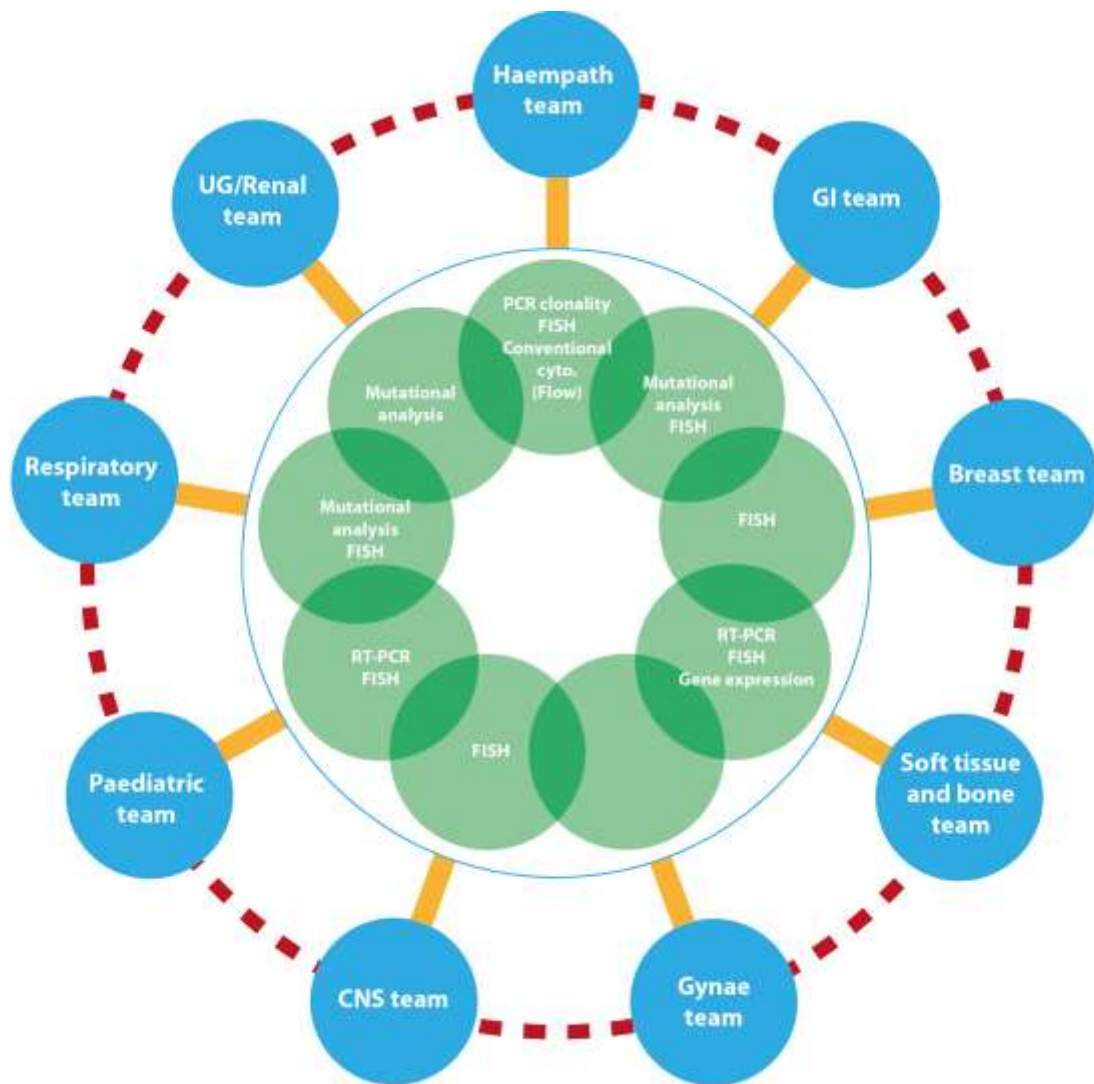 Haempath
team
GI team
Breast team
Soft tissue
and bone
team
Gynae
team
CNS team
Paediatric
team
Respiratory
team
UG/Renal
team
PCR clonality
FISH
Conventional
cyto.
(Flow)
Mutational
analysis
FISH
FISH
RT-PCR
FISH
Gene expression
FISH
RT-PCR
FISH
Mutational
analysis
FISH
Mutational
analysis